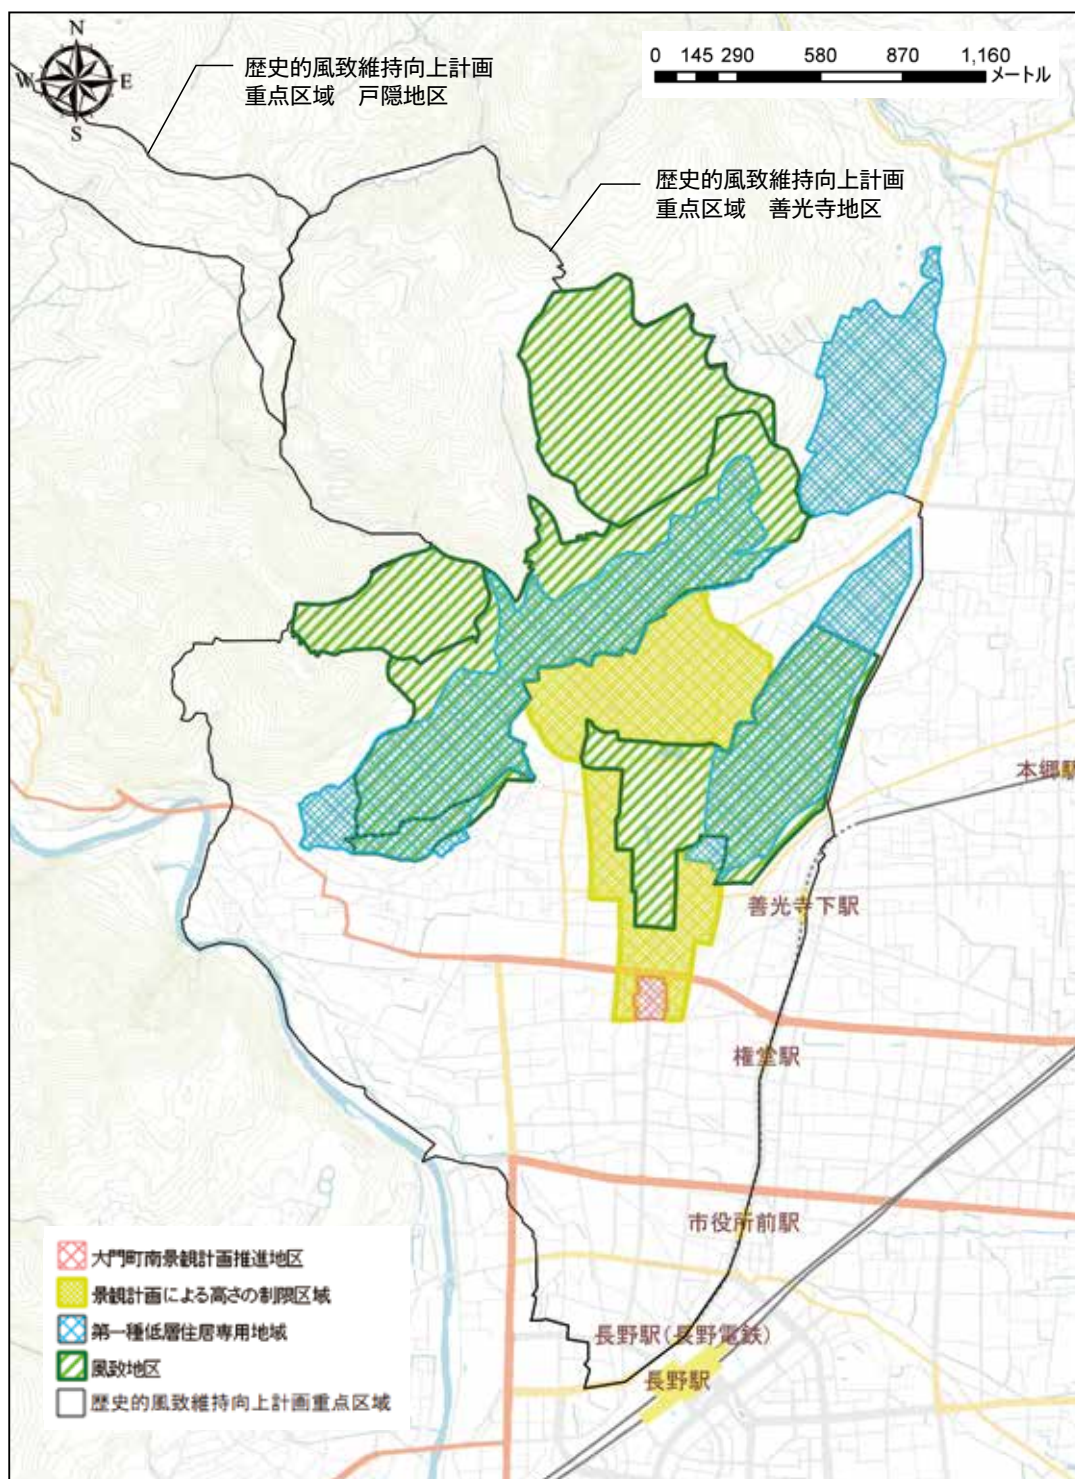 N
W E
S
0 145 290 580 870 1,160
メートル
歴史的風致維持向上計画
重点区域 戸隠地区
歴史的風致維持向上計画
重点区域 善光寺地区
本郷駅
善光寺下駅
権堂駅
市役所前駅
長野駅(長野電鉄)
長野駅
大門町南景観計画推進地区
景観計画による高さの制限区域
第一種低層住居専用地域
風致地区
歴史的風致維持向上計画重点区域